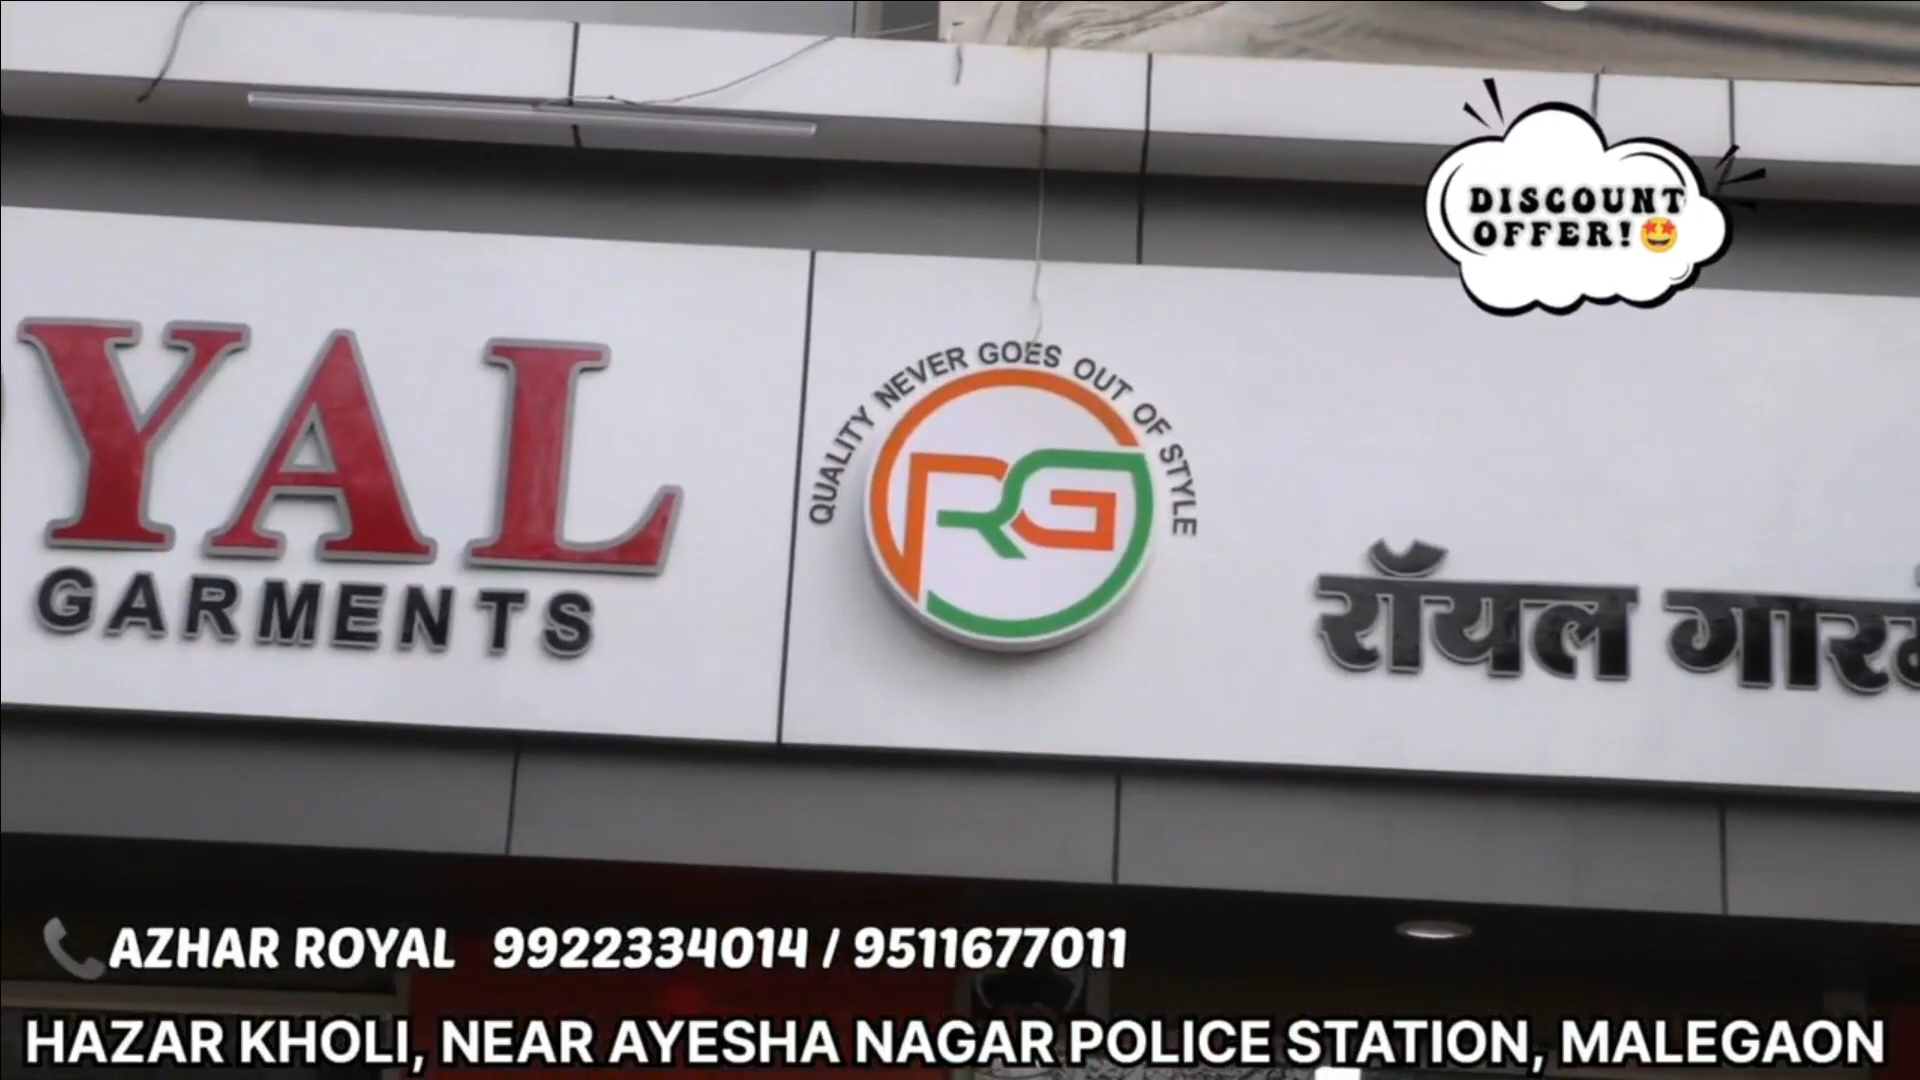 DISCOUNT
OFFER!🤩
YAL
GARMENTS
QUALITY NEVER GOES OUT OF STYLE
RG
रॉयल गार
AZHAR ROYAL 9922334014 / 9511677011
HAZAR KHOLI, NEAR AYESHA NAGAR POLICE STATION, MALEGAON